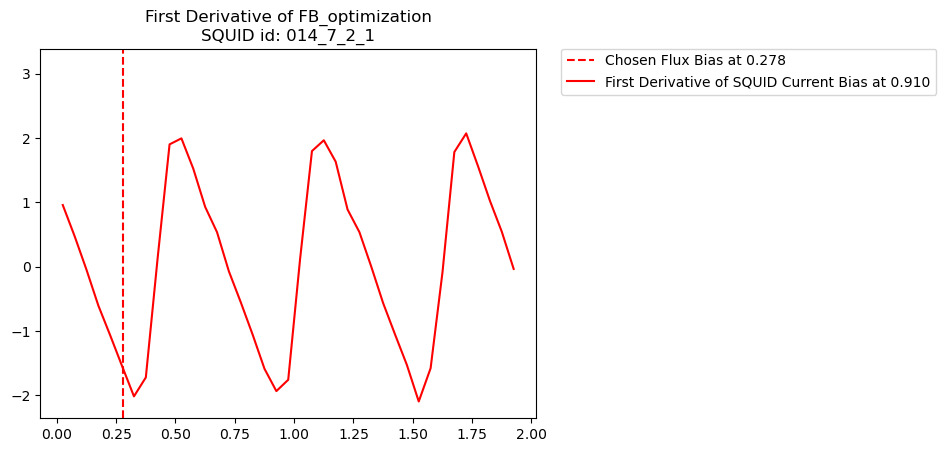 First Derivative of FB_optimization
SQUID id: 014_7_2_1
Chosen Flux Bias at 0.278
First Derivative of SQUID Current Bias at 0.910
3
2
1
0
−1
−2
0.00 0.25 0.50 0.75 1.00 1.25 1.50 1.75 2.00